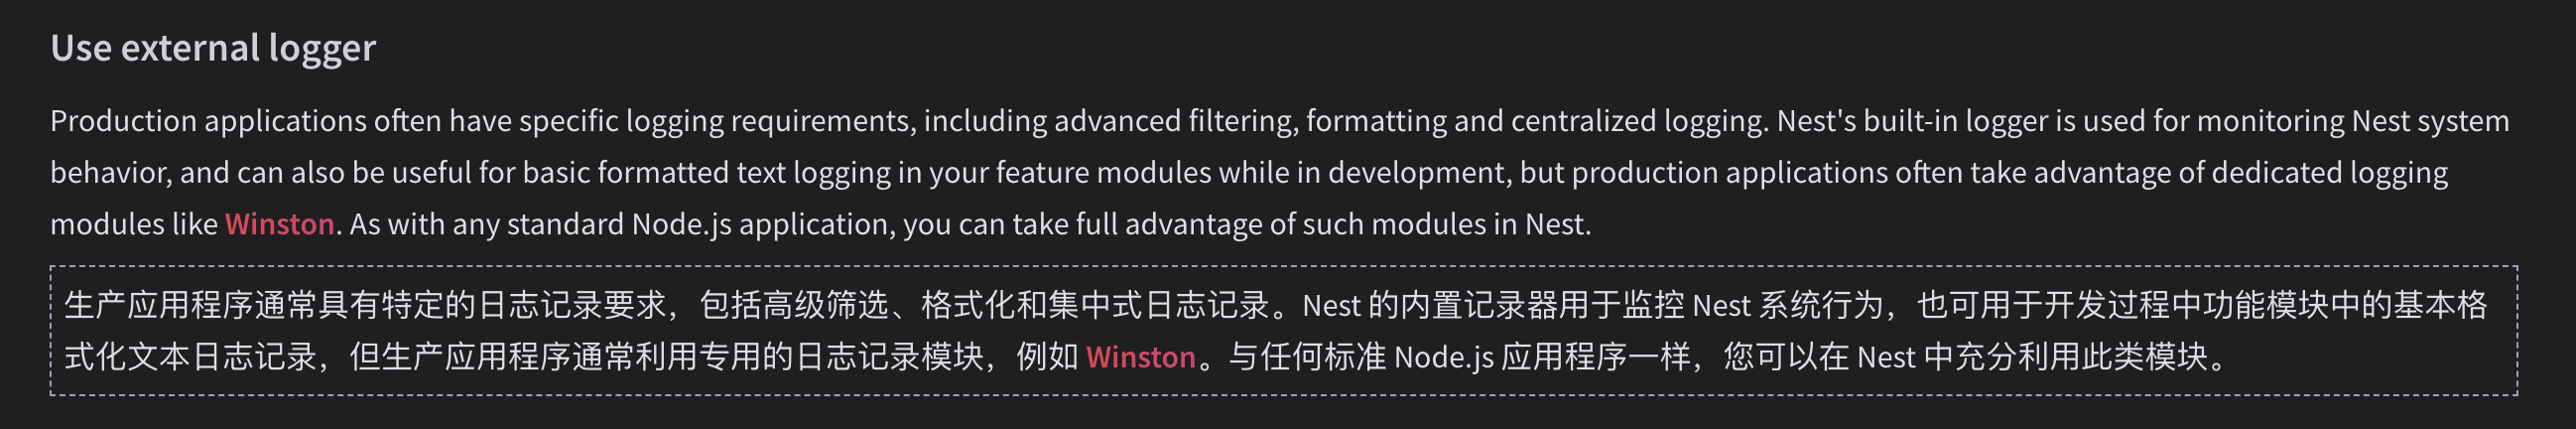 Use external logger
Production applications often have specific logging requirements, including advanced filtering, formatting and centralized logging. Nest's built-in logger is used for monitoring Nest system
behavior, and can also be useful for basic formatted text logging in your feature modules while in development, but production applications often take advantage of dedicated logging
modules like Winston. As with any standard Node.js application, you can take full advantage of such modules in Nest.
生产应用程序通常具有特定的日志记录要求，包括高级筛选、格式化和集中式日志记录。Nest 的内置记录器用于监控 Nest 系统行为，也可用于开发过程中功能模块中的基本格
式化文本日志记录，但生产应用程序通常利用专用的日志记录模块，例如 Winston。与任何标准 Node.js 应用程序一样，您可以在 Nest 中充分利用此类模块。